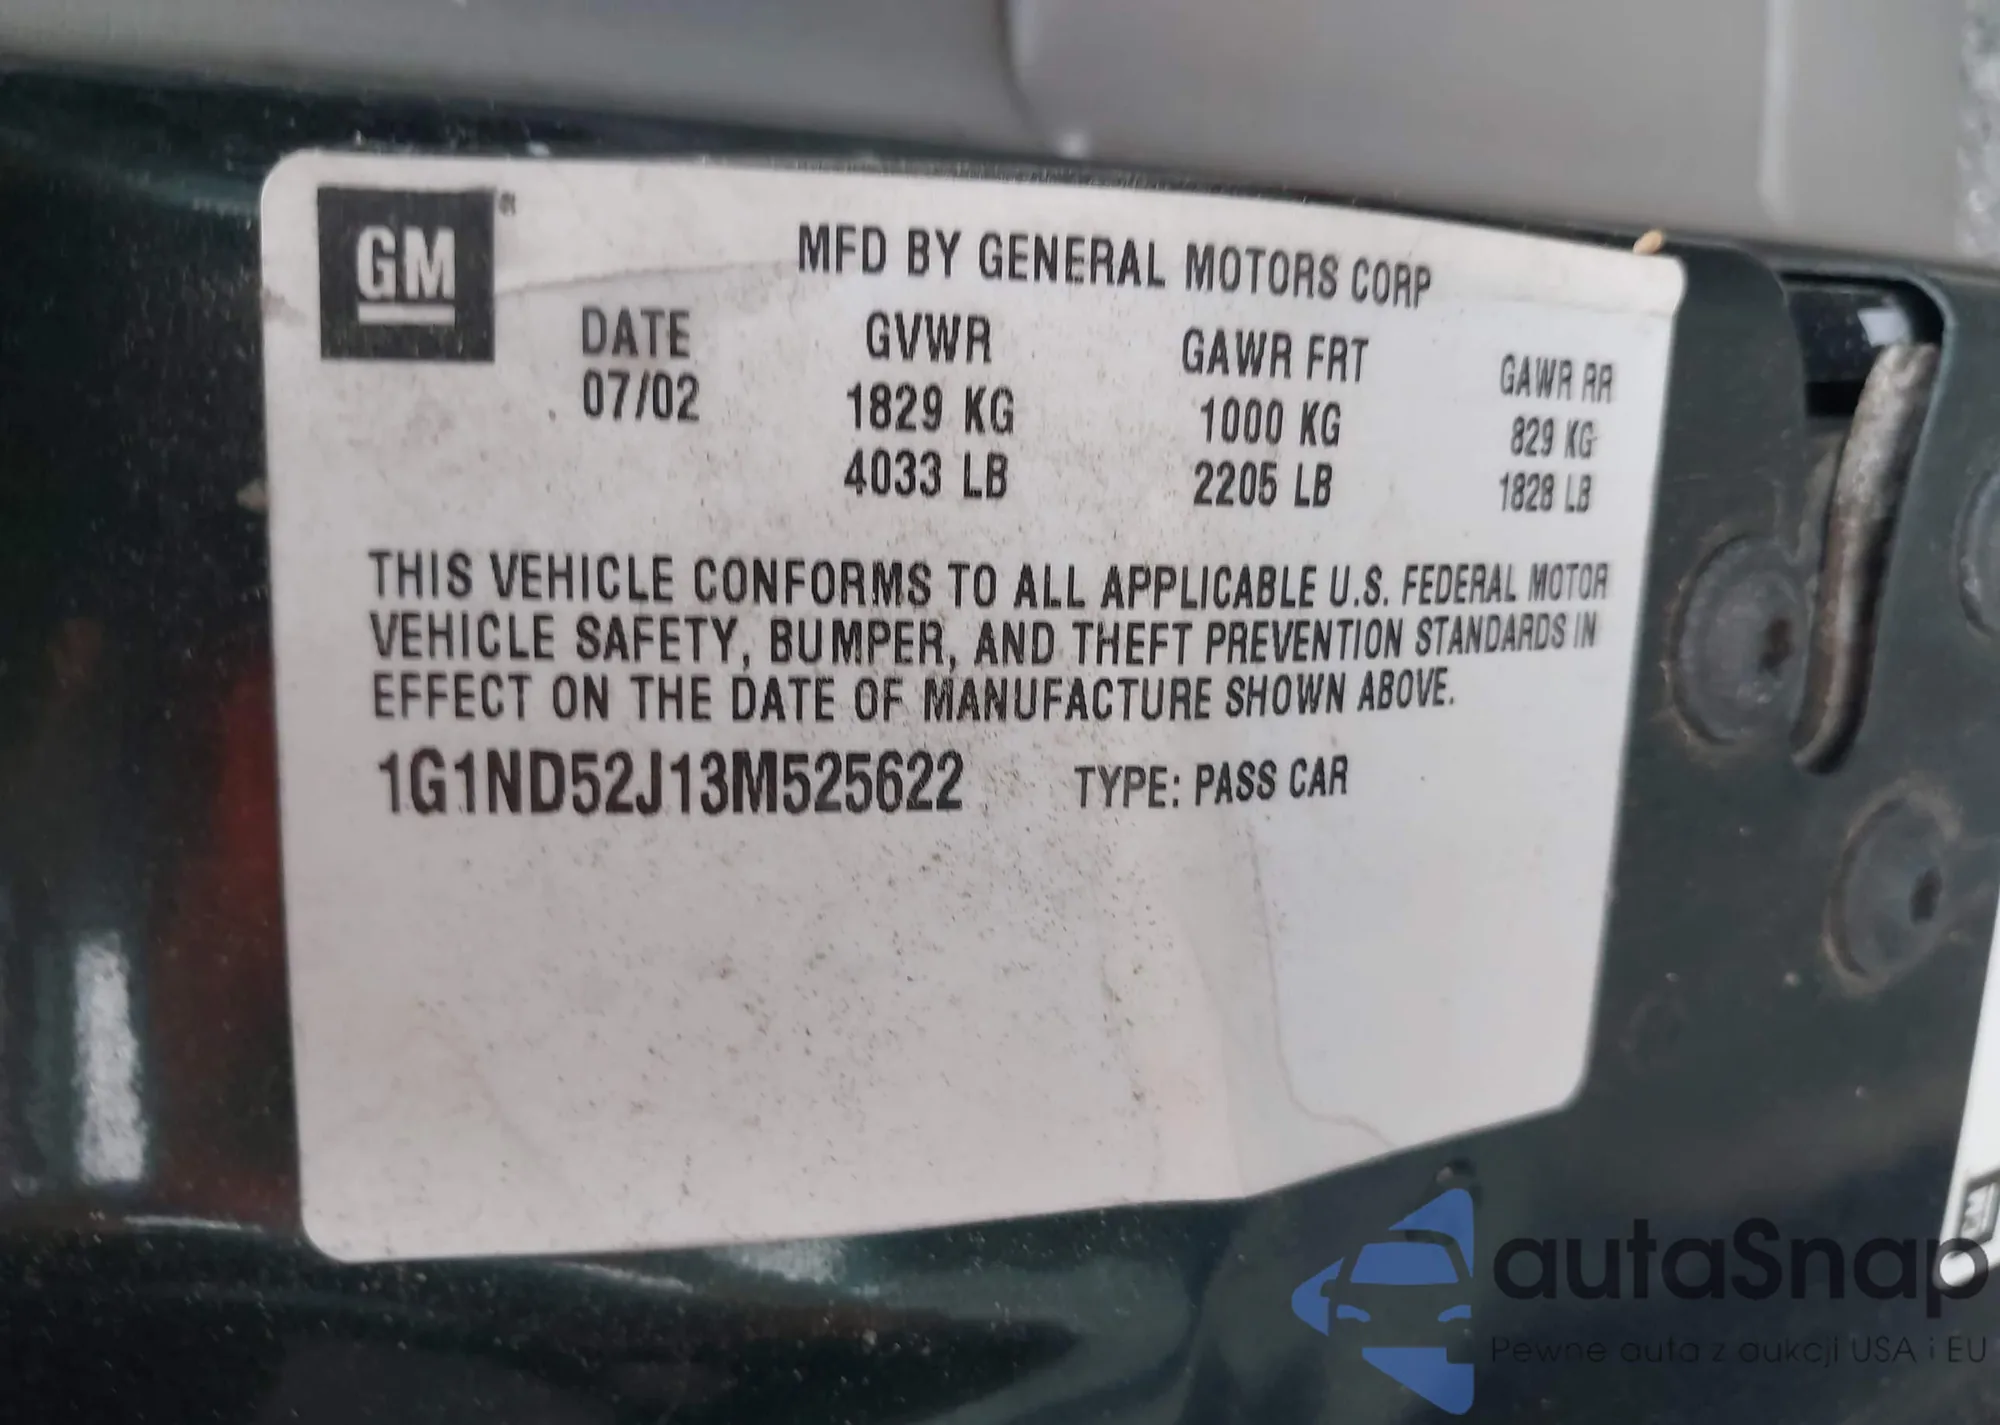 GM
MFD BY GENERAL MOTORS CORP
DATE GVWR GAWR FRT GAWR RR
07/02 1829 KG 1000 KG 829 KG
4033 LB 2205 LB 1828 LB
THIS VEHICLE CONFORMS TO ALL APPLICABLE U.S. FEDERAL MOTOR
VEHICLE SAFETY, BUMPER, AND THEFT PREVENTION STANDARDS IN
EFFECT ON THE DATE OF MANUFACTURE SHOWN ABOVE.
1G1ND52J13M525622 TYPE: PASS CAR
autaSnap
Pewne auta z aukcji USA i EU